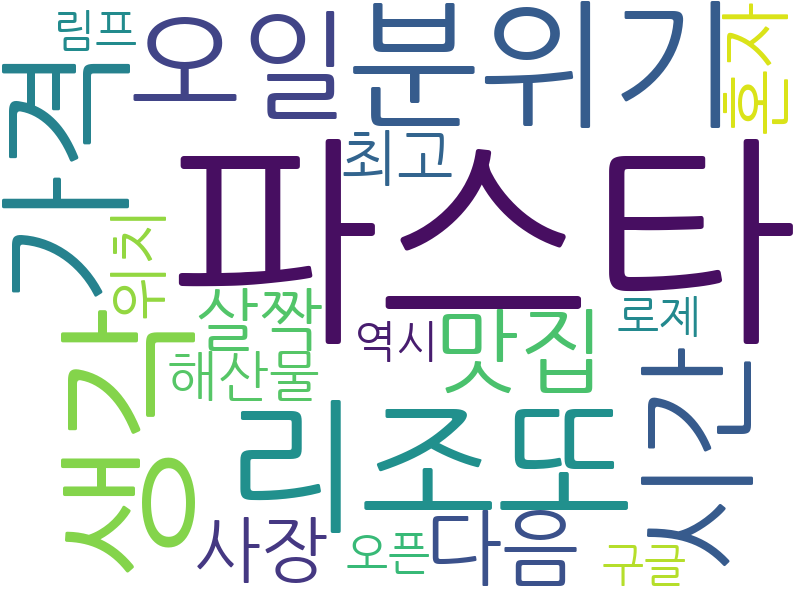 림프
오일
분위기
혼자
가격
최고
파스타
위치
살짝
역시
맛집
로제
해산물
생각
리조또
시간
사장
오픈
다음
구글